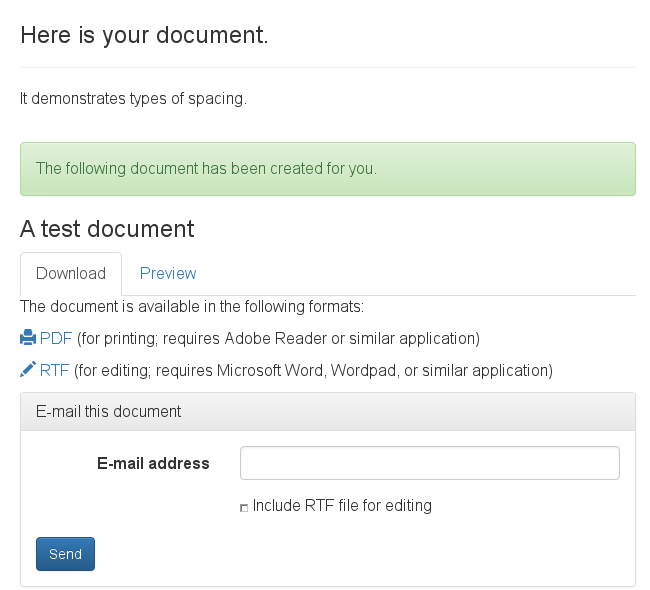 Here is your document.
It demonstrates types of spacing.
The following document has been created for you.
A test document
Download Preview
The document is available in the following formats:
PDF (for printing; requires Adobe Reader or similar application)
RTF (for editing; requires Microsoft Word, Wordpad, or similar application)
E-mail this document
E-mail address
Include RTF file for editing
Send